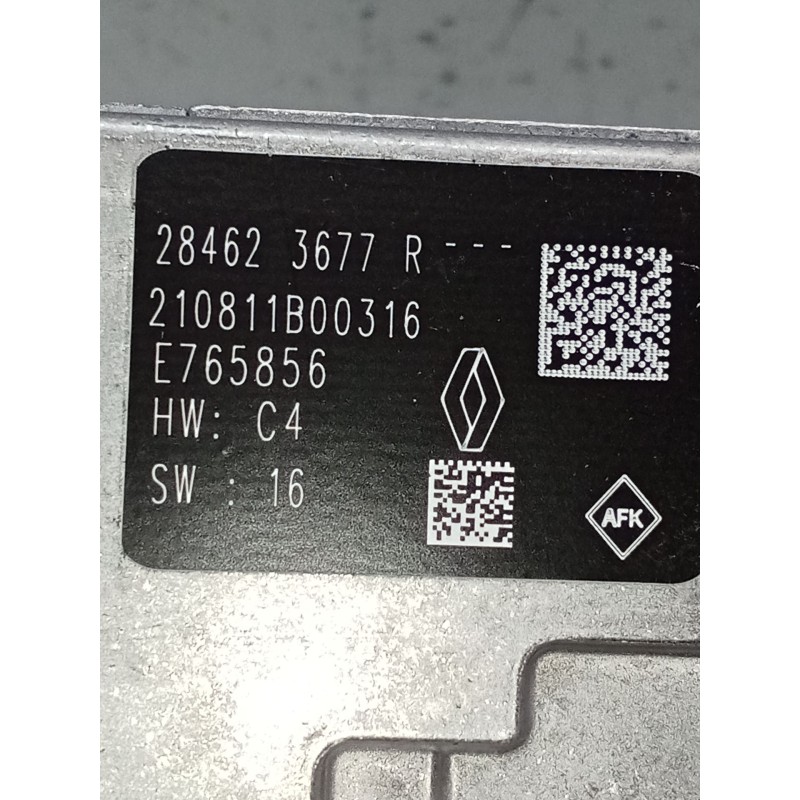 28462 3677 R ---
210811B00316
E765856
HW: C4
SW : 16
AFK